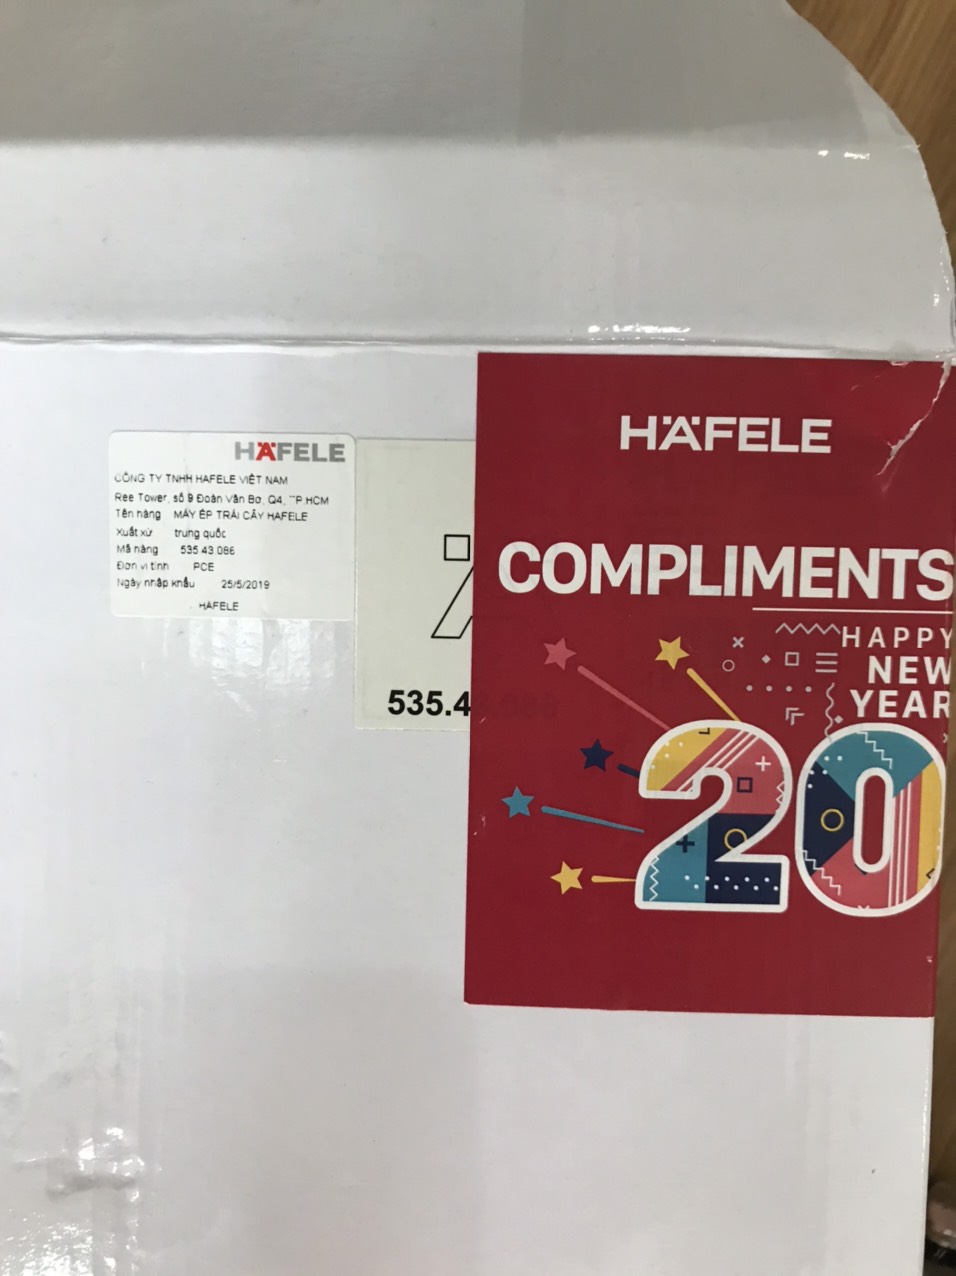 HÄFELE
CÔNG TY TNHH HAFELE VIỆT NAM
Ree Tower, số 9 Đoàn Văn Bơ, Q4, TP HCM
Tên hàng MÁY ÉP TRÁI CÂY HAFELE
Xuất xứ trung quốc
Mã hàng 535 43 086
Đơn vị tính PCE
Ngày nhập khẩu 25/5/2019
HÄFELE
535.43.086
HÄFELE
COMPLIMENTS
HAPPY
NEW
YEAR
20